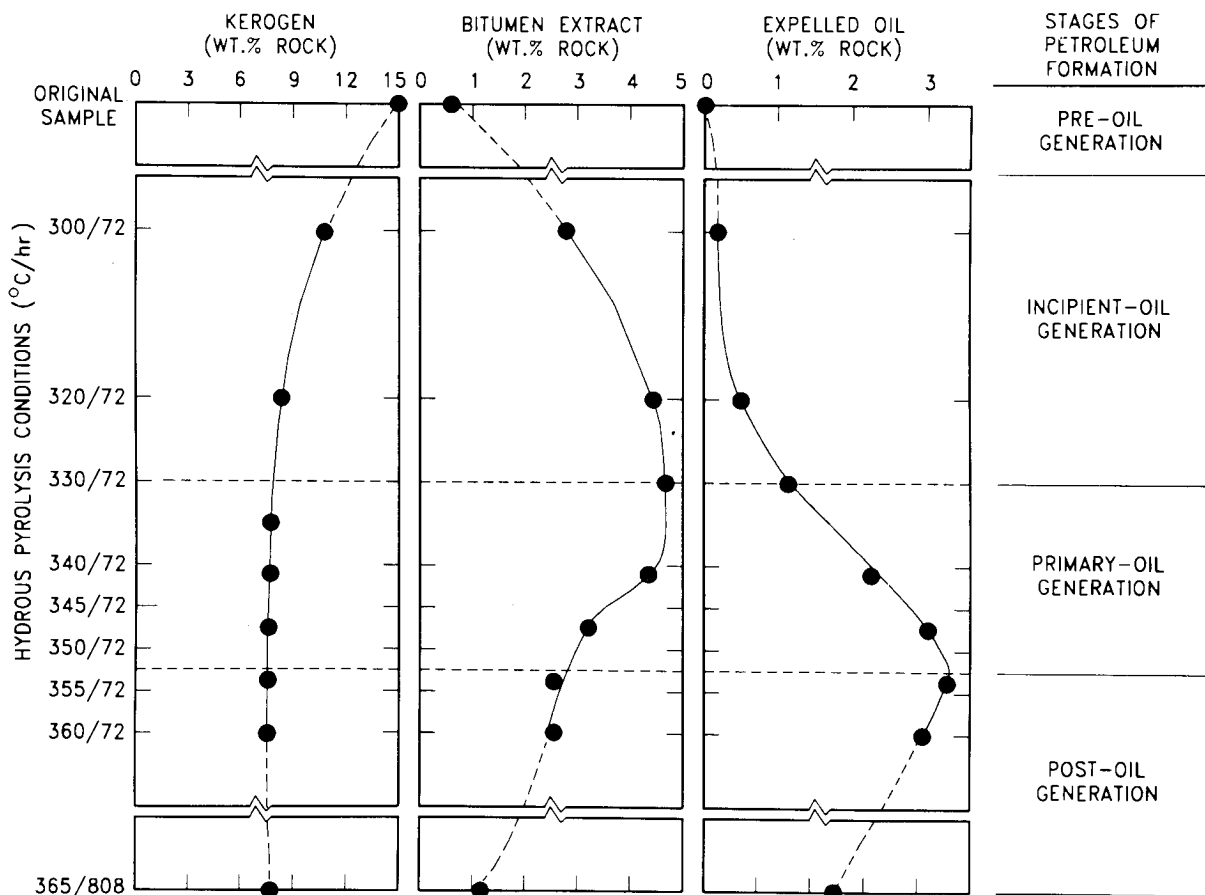 KEROGEN
(WT.% ROCK)
BITUMEN EXTRACT
(WT.% ROCK)
EXPELLED OIL
(WT.% ROCK)
STAGES OF
PETROLEUM
FORMATION
0 3 6 9 12 15
0 1 2 3 4 5
0 1 2 3
ORIGINAL
SAMPLE
PRE-OIL
GENERATION
HYDROUS PYROLYSIS CONDITIONS (°C/hr)
300/72
INCIPIENT-OIL
GENERATION
320/72
330/72
340/72
PRIMARY-OIL
GENERATION
345/72
350/72
355/72
360/72
POST-OIL
GENERATION
365/808